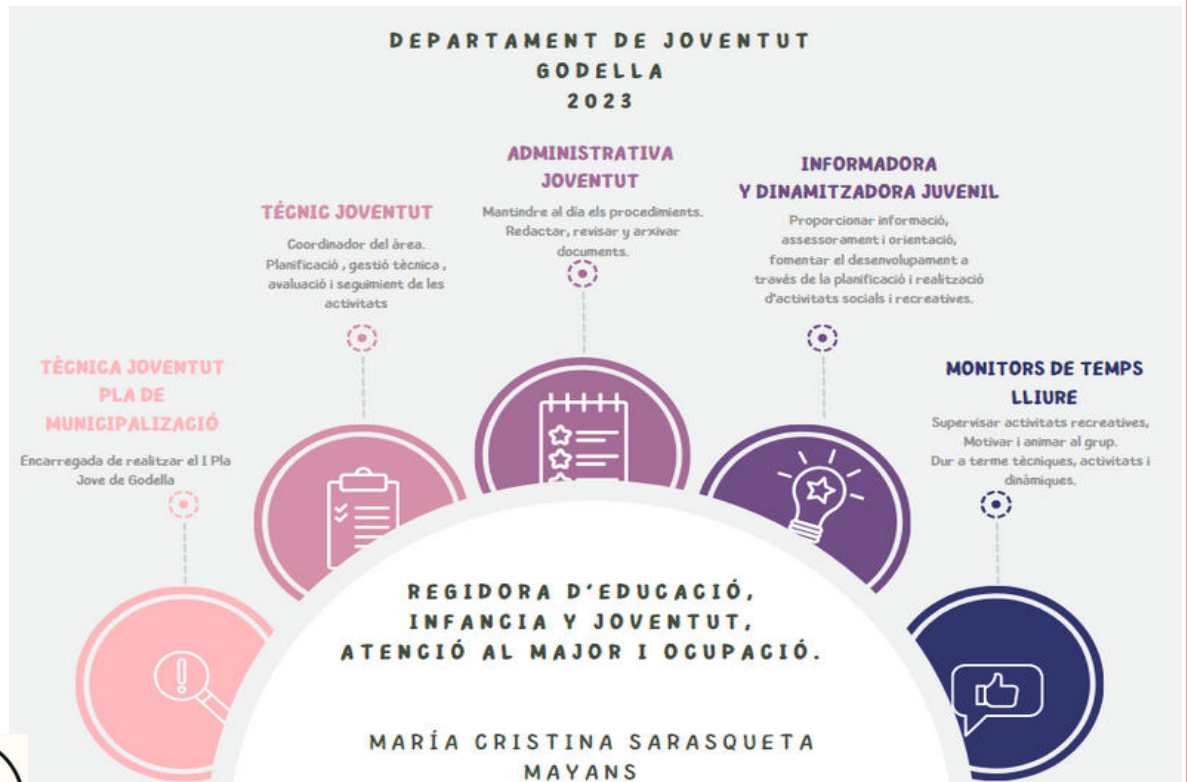 DEPARTAMENT DE JOVENTUT
GODELLA
2023
TÈCNICA JOVENTUT
PLA DE
MUNICIPALIZACIÓ
Encarregada de realitzar el I Pla
Jove de Godella
TÉCNIC JOVENTUT
Coordinador del àrea.
Planificació , gestió tècnica ,
avaluació i seguiment de les
activitats
ADMINISTRATIVA
JOVENTUT
Mantindre al dia els procedimients.
Redactar, revisar y arxivar
documents.
INFORMADORA
Y DINAMITZADORA JUVENIL
Proporcionar informació,
assessorament i orientació,
fomentar el desenvolupament a
través de la planificació i realització
d'activitats socials i recreatives.
MONITORS DE TEMPS
LLIURE
Supervisar activitats recreatives,
Motivar i animar al grup.
Dur a terme tècniques, activitats i
dinàmiques.
REGIDORA D'EDUCACIÓ,
INFANCIA Y JOVENTUT,
ATENCIÓ AL MAJOR I OCUPACIÓ.
MARÍA CRISTINA SARASQUETA
MAYANS